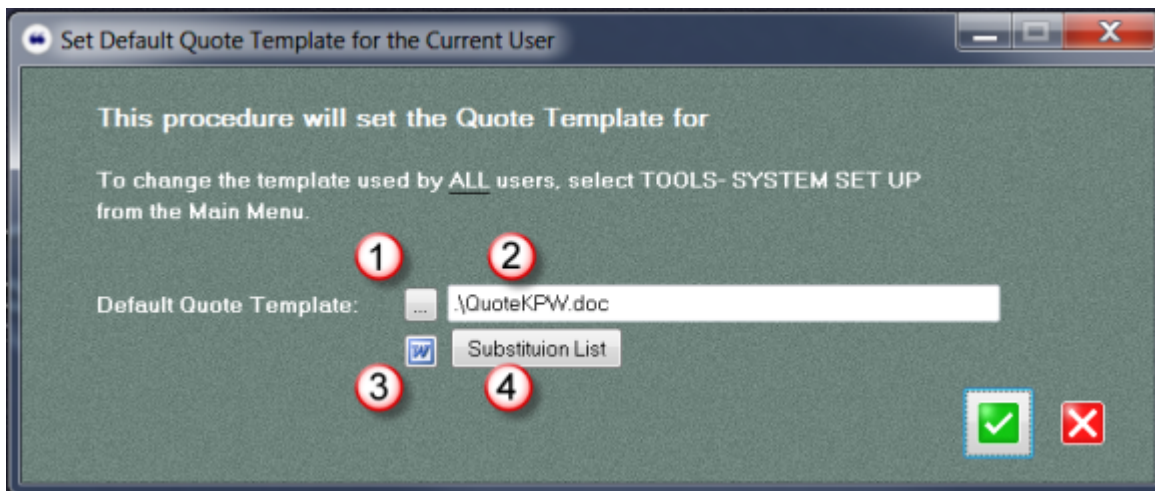 Set Default Quote Template for the Current User
This procedure will set the Quote Template for
To change the template used by ALL users, select TOOLS- SYSTEM SET UP
from the Main Menu.
1 2
Default Quote Template: ... .\QuoteKPW.doc
W Substituion List
3 4